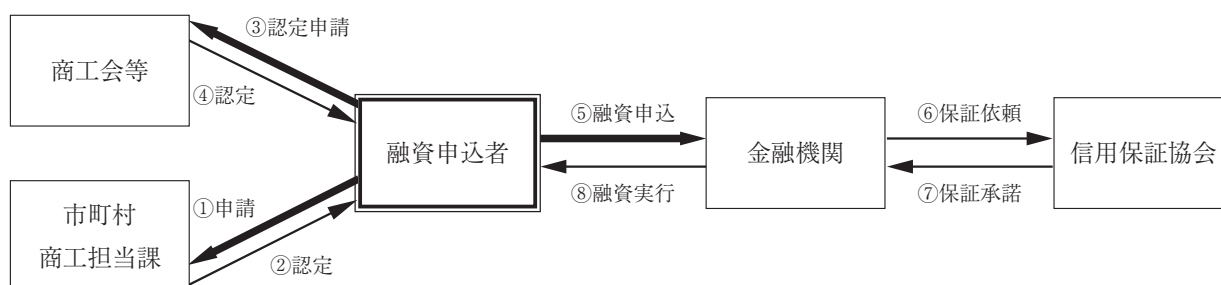 ③認定申請
商工会等
④認定
融資申込者
⑤融資申込
⑧融資実行
金融機関
⑥保証依頼
⑦保証承諾
信用保証協会
市町村
商工担当課
①申請
②認定